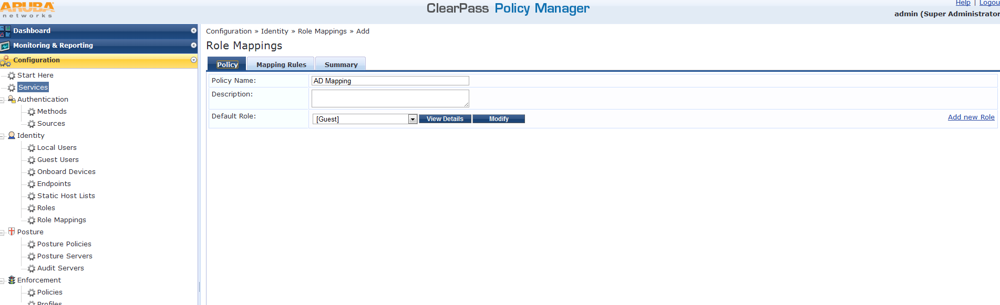 ARUBA
networks
ClearPass Policy Manager
Help | Logou
admin (Super Administrator
Dashboard
Monitoring & Reporting
Configuration
Start Here
Services
Authentication
Methods
Sources
Identity
Local Users
Guest Users
Onboard Devices
Endpoints
Static Host Lists
Roles
Role Mappings
Posture
Posture Policies
Posture Servers
Audit Servers
Enforcement
Policies
Profiles
Configuration » Identity » Role Mappings » Add
Role Mappings
Policy Mapping Rules Summary
Policy Name: AD Mapping
Description:
Default Role: [Guest] View Details Modify Add new Role